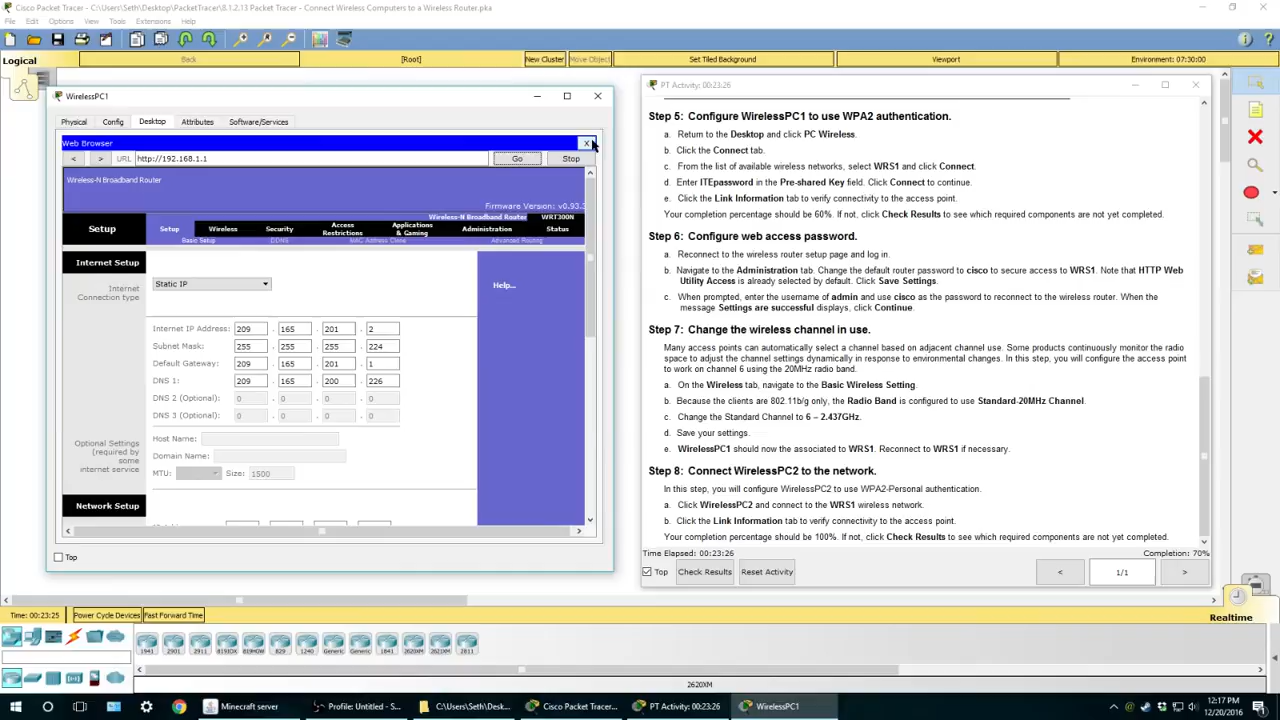 Cisco Packet Tracer - C:\Users\Seth\Desktop\PacketTracer\8.1.2.13 Packet Tracer - Connect Wireless Computers to a Wireless Router.pka
File Edit Options View Tools Extensions Help
Logical Back [Root] New Cluster Move Object Set Tiled Background Viewport Environment: 07:30:00
WirelessPC1
Physical Config Desktop Attributes Software/Services
Web Browser X
< > URL http://192.168.1.1 Go Stop
Wireless-N Broadband Router
Firmware Version: v0.93.3
Wireless-N Broadband Router WRT300N
Setup Setup Wireless Security Access Restrictions Applications & Gaming Administration Status
Basic Setup DDNS MAC Address Clone Advanced Routing
Internet Setup
Internet Connection type
Static IP
Help...
Internet IP Address: 209 . 165 . 201 . 2
Subnet Mask: 255 . 255 . 255 . 224
Default Gateway: 209 . 165 . 201 . 1
DNS 1: 209 . 165 . 200 . 226
DNS 2 (Optional): 0 . 0 . 0 . 0
DNS 3 (Optional): 0 . 0 . 0 . 0
Optional Settings
(required by
some
internet service
Host Name:
Domain Name:
MTU: Size: 1500
Network Setup
Top
PT Activity: 00:23:26
Step 5: Configure WirelessPC1 to use WPA2 authentication.
a. Return to the Desktop and click PC Wireless.
b. Click the Connect tab.
c. From the list of available wireless networks, select WRS1 and click Connect.
d. Enter ITEpassword in the Pre-shared Key field. Click Connect to continue.
e. Click the Link Information tab to verify connectivity to the access point.
Your completion percentage should be 60%. If not, click Check Results to see which required components are not yet completed.
Step 6: Configure web access password.
a. Reconnect to the wireless router setup page and log in.
b. Navigate to the Administration tab. Change the default router password to cisco to secure access to WRS1. Note that HTTP Web
Utility Access is already selected by default. Click Save Settings.
c. When prompted, enter the username of admin and use cisco as the password to reconnect to the wireless router. When the
message Settings are successful displays, click Continue.
Step 7: Change the wireless channel in use.
Many access points can automatically select a channel based on adjacent channel use. Some products continuously monitor the radio
space to adjust the channel settings dynamically in response to environmental changes. In this step, you will configure the access point
to work on channel 6 using the 20MHz radio band.
a. On the Wireless tab, navigate to the Basic Wireless Setting.
b. Because the clients are 802.11b/g only, the Radio Band is configured to use Standard-20MHz Channel.
c. Change the Standard Channel to 6 – 2.437GHz.
d. Save your settings.
e. WirelessPC1 should now the associated to WRS1. Reconnect to WRS1 if necessary.
Step 8: Connect WirelessPC2 to the network.
In this step, you will configure WirelessPC2 to use WPA2-Personal authentication.
a. Click WirelessPC2 and connect to the WRS1 wireless network.
b. Click the Link Information tab to verify connectivity to the access point.
Your completion percentage should be 100%. If not, click Check Results to see which required components are not yet completed.
Time Elapsed: 00:23:26 Completion: 70%
Top Check Results Reset Activity < 1/1 >
Time: 00:23:25 Power Cycle Devices Fast Forward Time Realtime
1941 2901 2911 819IOX 819HGW 829 1240 Generic Generic 1841 2620XM 2621XM 2811
2620XM
Minecraft server Profile: Untitled - S... C:\Users\Seth\Desk... Cisco Packet Tracer... PT Activity: 00:23:26 WirelessPC1 12:17 PM
12/20/2016